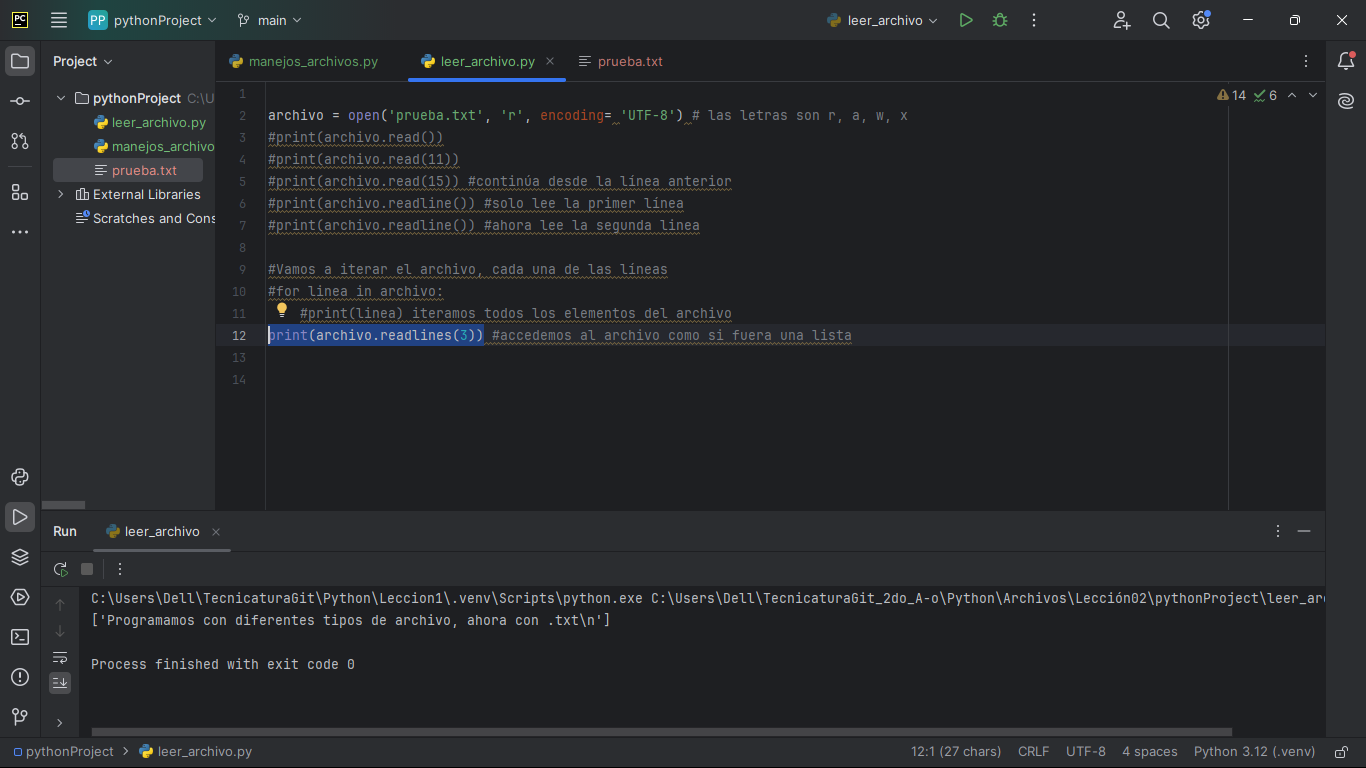 PC
PP pythonProject main leer_archivo
Project
manejos_archivos.py leer_archivo.py prueba.txt
pythonProject C:\U
leer_archivo.py
manejos_archivo
prueba.txt
External Libraries
Scratches and Cons
14 6
1
2 archivo = open('prueba.txt', 'r', encoding= 'UTF-8') # las letras son r, a, w, x
3 #print(archivo.read())
4 #print(archivo.read(11))
5 #print(archivo.read(15)) #continúa desde la línea anterior
6 #print(archivo.readline()) #solo lee la primer línea
7 #print(archivo.readline()) #ahora lee la segunda linea
8
9 #Vamos a iterar el archivo, cada una de las líneas
10 #for linea in archivo:
11 #print(linea) iteramos todos los elementos del archivo
12 print(archivo.readlines(3)) #accedemos al archivo como si fuera una lista
13
14
Run leer_archivo
C:\Users\Dell\TecnicaturaGit\Python\Leccion1\.venv\Scripts\python.exe C:\Users\Dell\TecnicaturaGit_2do_A-o\Python\Archivos\Lección02\pythonProject\leer_arc
['Programamos con diferentes tipos de archivo, ahora con .txt\n']
Process finished with exit code 0
pythonProject > leer_archivo.py 12:1 (27 chars) CRLF UTF-8 4 spaces Python 3.12 (.venv)